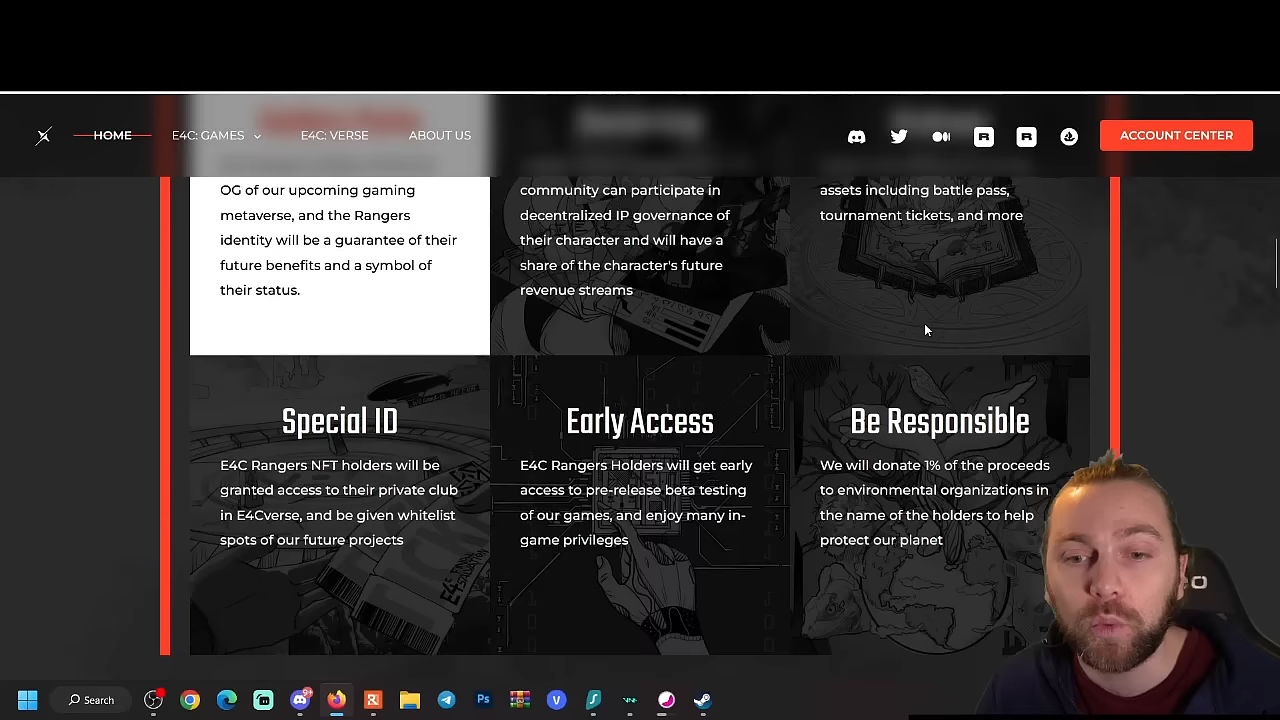 HOME
E4C: GAMES
E4C: VERSE
ABOUT US
ACCOUNT CENTER
OG of our upcoming gaming
metaverse, and the Rangers
identity will be a guarantee of their
future benefits and a symbol of
their status.
community can participate in
decentralized IP governance of
their character and will have a
share of the character's future
revenue streams
assets including battle pass,
tournament tickets, and more
Special ID
E4C Rangers NFT holders will be
granted access to their private club
in E4Cverse, and be given whitelist
spots of our future projects
Early Access
E4C Rangers Holders will get early
access to pre-release beta testing
of our games, and enjoy many in-
game privileges
Be Responsible
We will donate 1% of the proceeds
to environmental organizations in
the name of the holders to help
protect our planet
Search